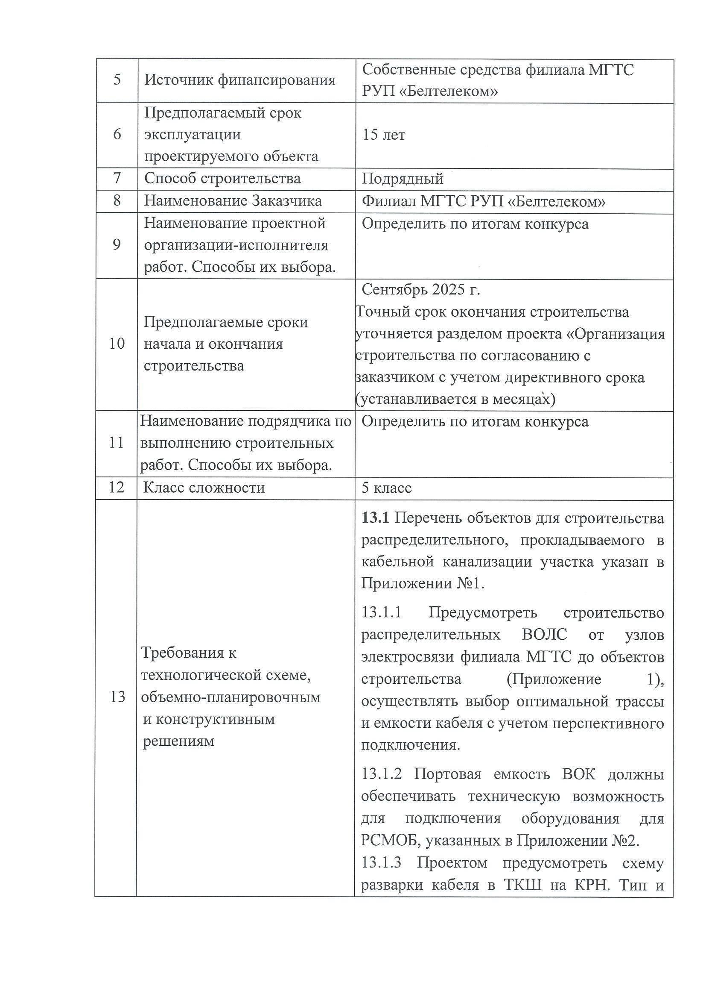 5
Источник финансирования
Собственные средства филиала МГТС
РУП «Белтелеком»
6
Предполагаемый срок
эксплуатации
проектируемого объекта
15 лет
7
Способ строительства
Подрядный
8
Наименование Заказчика
Филиал МГТС РУП «Белтелеком»
9
Наименование проектной
организации-исполнителя
работ. Способы их выбора.
Определить по итогам конкурса
10
Предполагаемые сроки
начала и окончания
строительства
Сентябрь 2025 г.
Точный срок окончания строительства
уточняется разделом проекта «Организация
строительства по согласованию с
заказчиком с учетом директивного срока
(устанавливается в месяцах)
11
Наименование подрядчика по
выполнению строительных
работ. Способы их выбора.
Определить по итогам конкурса
12
Класс сложности
5 класс
13
Требования к
технологической схеме,
объемно-планировочным
и конструктивным
решениям
13.1 Перечень объектов для строительства
распределительного, прокладываемого в
кабельной канализации участка указан в
Приложении №1.
13.1.1 Предусмотреть строительство
распределительных ВОЛС от узлов
электросвязи филиала МГТС до объектов
строительства (Приложение 1),
осуществлять выбор оптимальной трассы
и емкости кабеля с учетом перспективного
подключения.
13.1.2 Портовая емкость ВОК должны
обеспечивать техническую возможность
для подключения оборудования для
РСМОБ, указанных в Приложении №2.
13.1.3 Проектом предусмотреть схему
разварки кабеля в ТКШ на КРН. Тип и